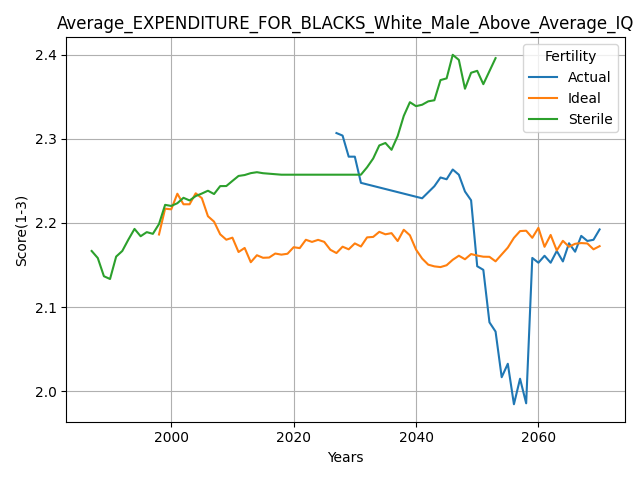 Average_EXPENDITURE_FOR_BLACKS_White_Male_Above_Average_IQ
Fertility
Actual
Ideal
Sterile
Score(1-3)
2.4
2.3
2.2
2.1
2.0
2000
2020
2040
2060
Years